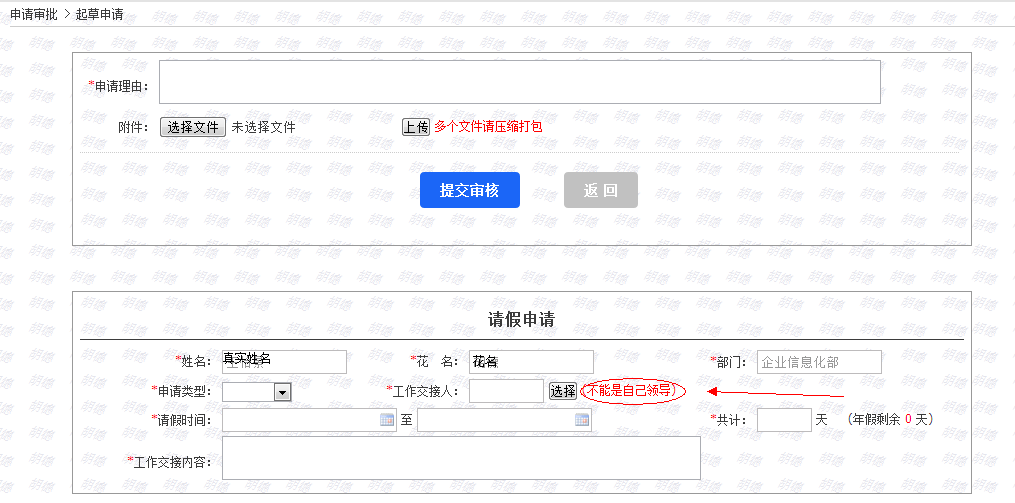 申请审批 > 起草申请
*申请理由:
附件: 选择文件 未选择文件 上传 多个文件请压缩打包
提交审核 返 回
请假申请
*姓名: 真实姓名 *花 名: 花名 *部门: 企业信息化部
*申请类型: *工作交接人: 选择 (不能是自己领导)
*请假时间: 至 *共计: 天 (年假剩余 0 天)
*工作交接内容: